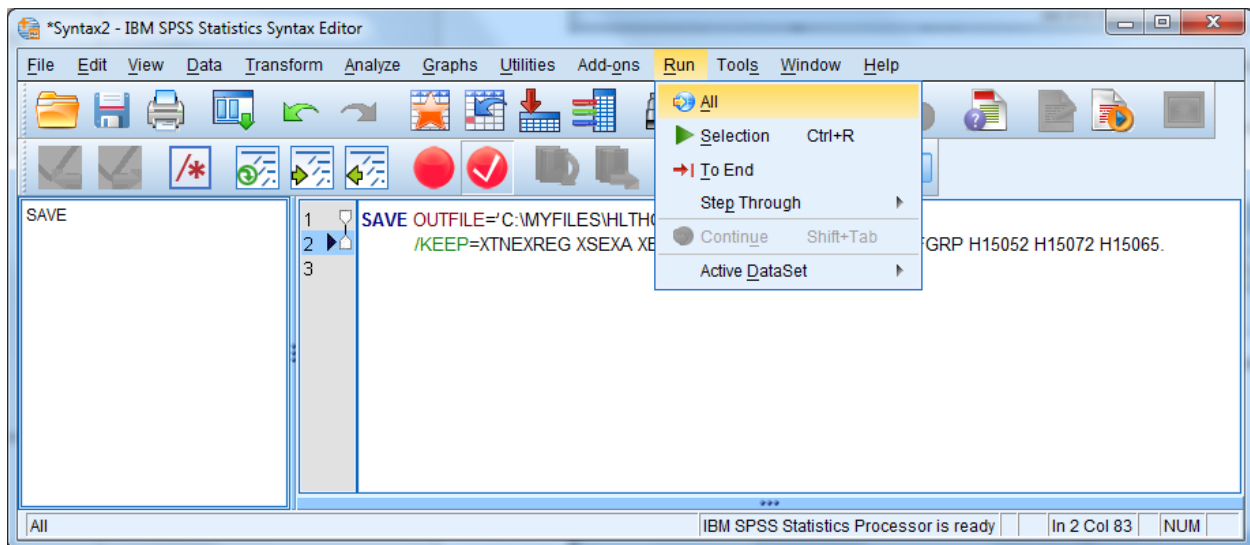 *Syntax2 - IBM SPSS Statistics Syntax Editor
File Edit View Data Transform Analyze Graphs Utilities Add-ons Run Tools Window Help
All
Selection Ctrl+R
To End
Step Through
Continue Shift+Tab
Active DataSet
SAVE
1 SAVE OUTFILE='C:\MYFILES\
2 /KEEP=XTNEXREG XSEXA H15052 H15072 H15065.
3
All IBM SPSS Statistics Processor is ready In 2 Col 83 NUM